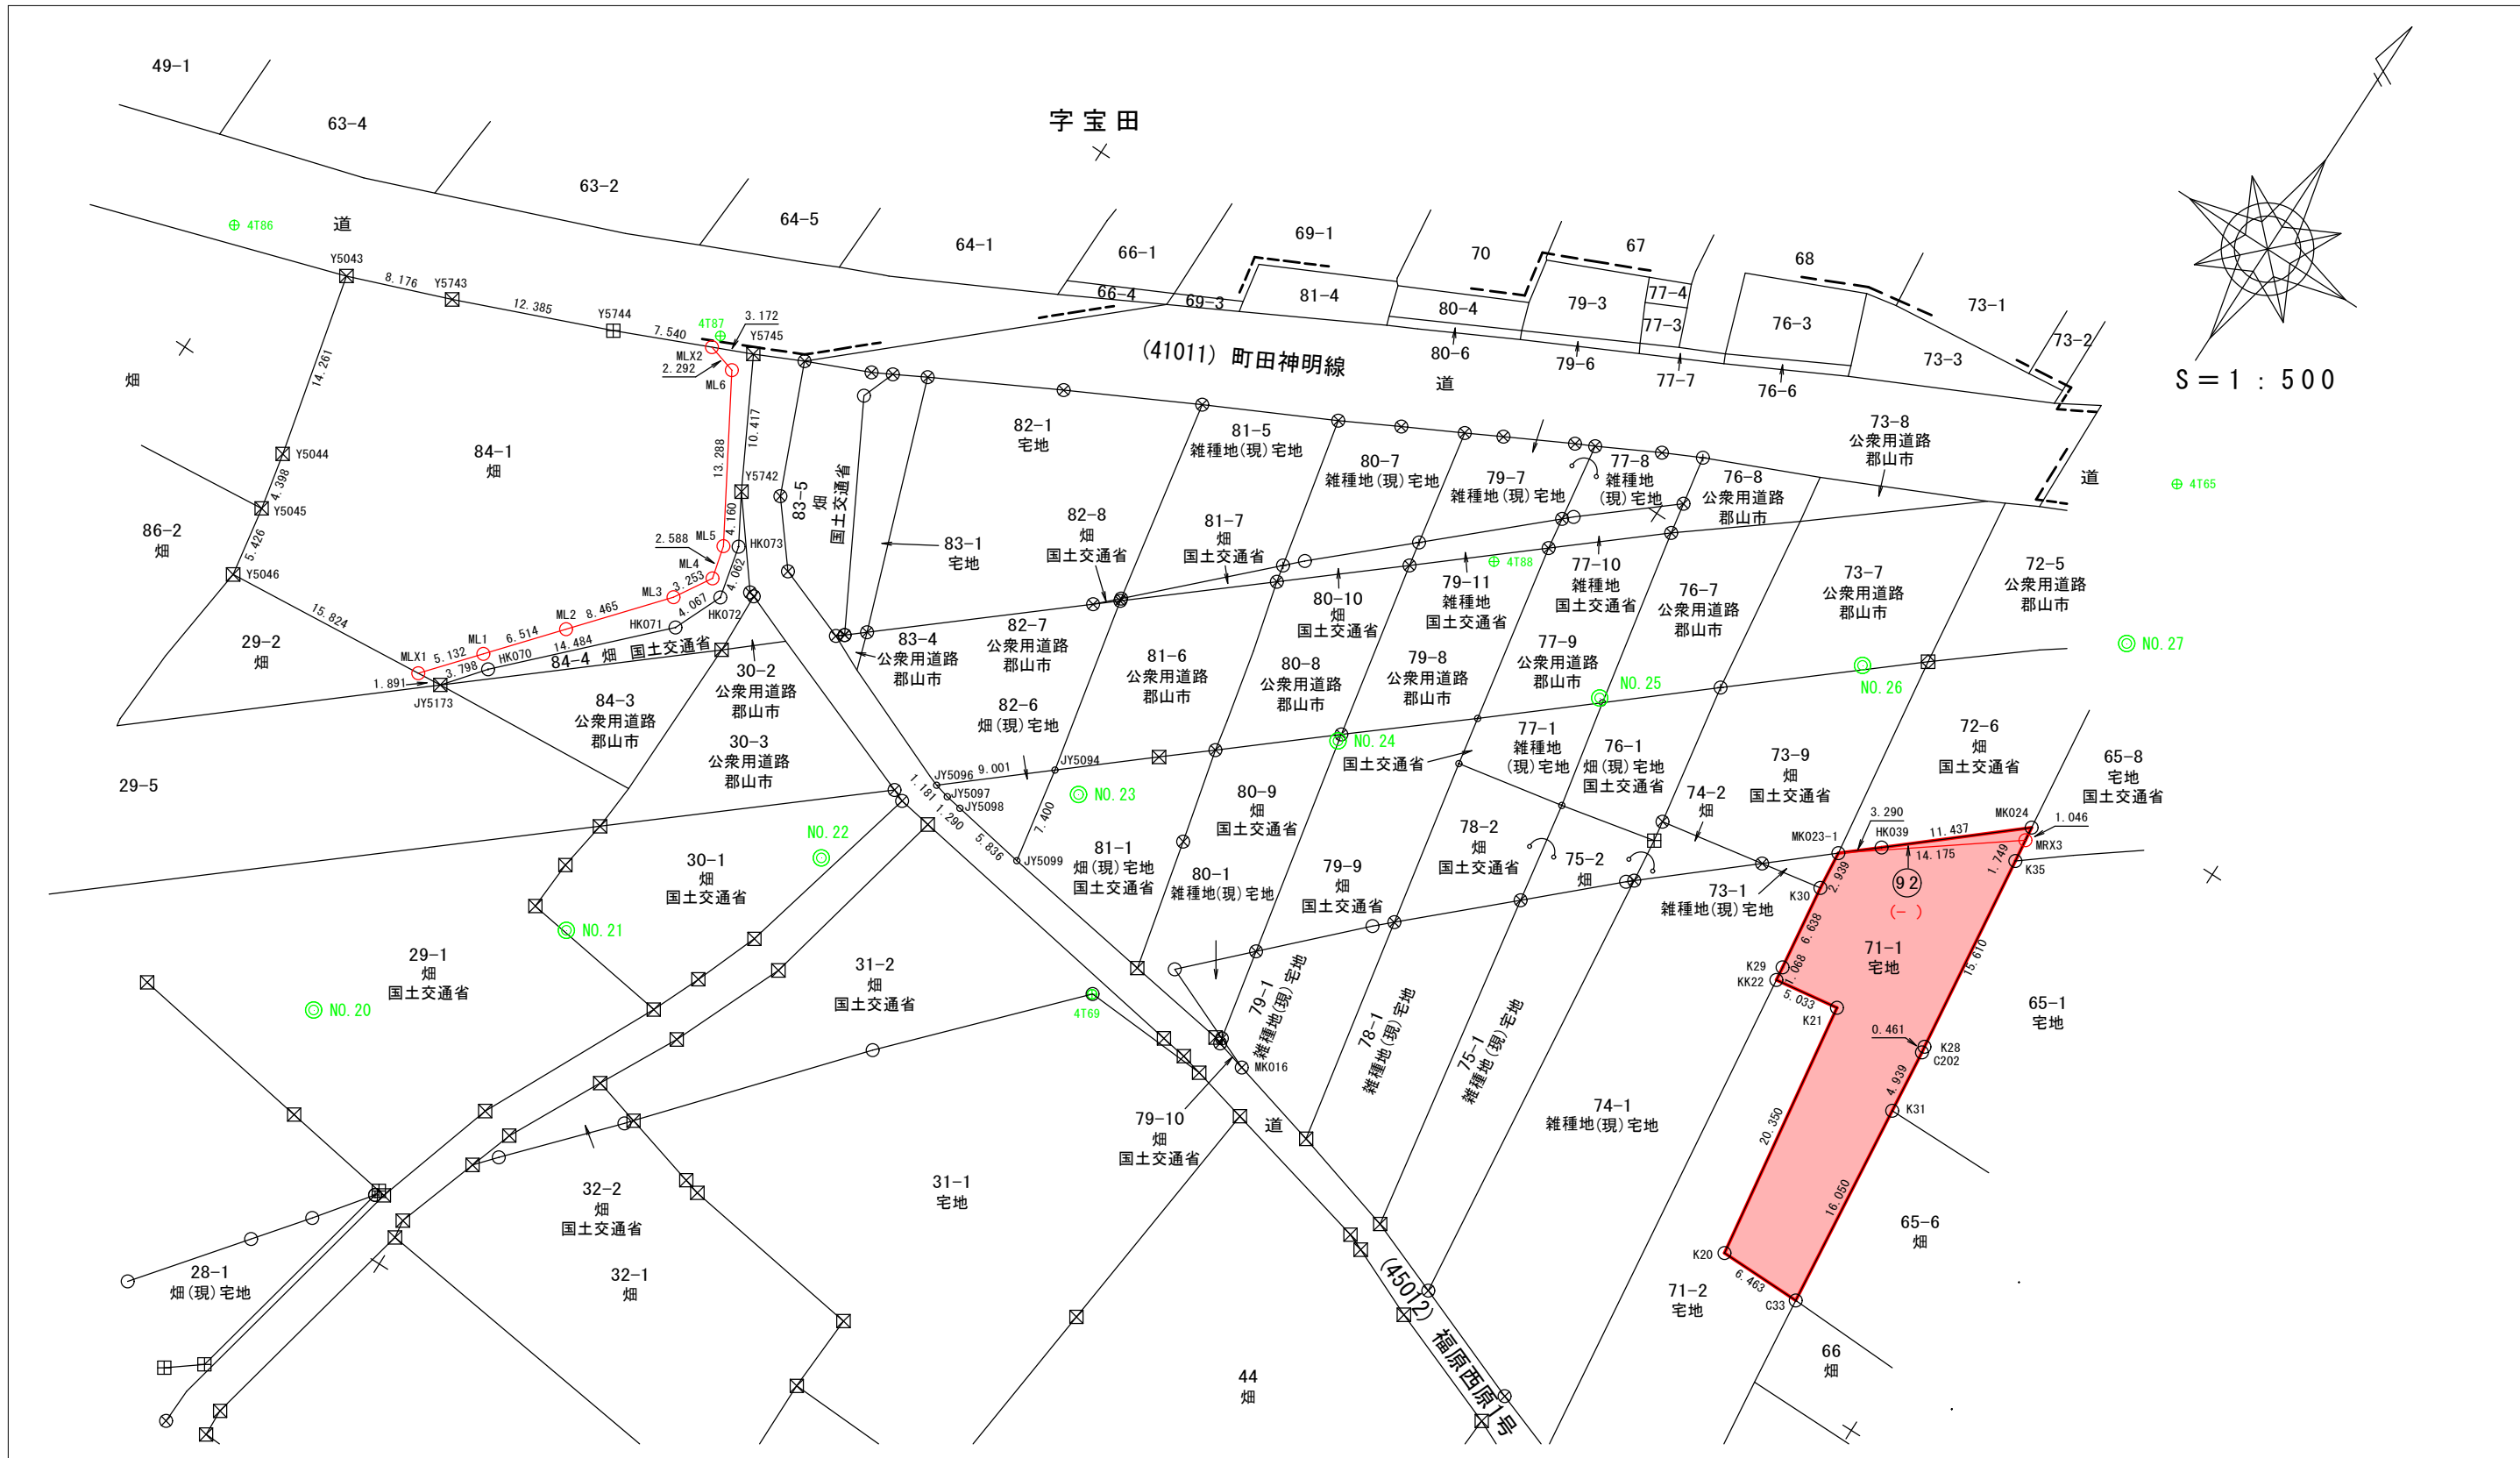 49-1
63-4
字宝田
63-2
64-5
64-1
66-1
69-1
70
67
68
73-1
73-2
道
4T86
Y5043
8.176
Y5743
12.385
Y5744
7.540
4T87
3.172
Y5745
MLX2
2.292
ML6
66-4
69-3
81-4
80-4
79-3
77-4
77-3
76-3
73-3
(41011) 町田神明線
道
80-6
79-6
77-7
76-6
S=1:500
畑
14.261
Y5044
4.398
Y5045
5.426
Y5046
86-2
畑
84-1
畑
13.288
10.417
Y5742
4.160
ML5
HK073
2.588
ML4
4.062
3.253
ML3
HK072
4.067
8.465
ML2
HK071
6.514
14.484
ML1
5.132
HK070
MLX1
3.798
1.891
JY5173
15.824
29-2
畑
84-4 畑 国土交通省
83-5
畑
国土交通省
83-1
宅地
82-1
宅地
81-5
雑種地(現)宅地
80-7
雑種地(現)宅地
79-7
雑種地(現)宅地
77-8
雑種地
(現)宅地
76-8
公衆用道路
郡山市
73-8
公衆用道路
郡山市
道
4T65
82-8
畑
国土交通省
81-7
畑
国土交通省
4T88
80-10
畑
国土交通省
79-11
雑種地
国土交通省
77-10
雑種地
国土交通省
76-7
公衆用道路
郡山市
73-7
公衆用道路
郡山市
72-5
公衆用道路
郡山市
NO.27
84-3
公衆用道路
郡山市
30-2
公衆用道路
郡山市
30-3
公衆用道路
郡山市
83-4
公衆用道路
郡山市
82-7
公衆用道路
郡山市
82-6
畑(現)宅地
81-6
公衆用道路
郡山市
80-8
公衆用道路
郡山市
79-8
公衆用道路
郡山市
77-9
公衆用道路
郡山市
NO.25
NO.26
NO.24
国土交通省
77-1
雑種地
(現)宅地
76-1
畑(現)宅地
国土交通省
73-9
畑
国土交通省
72-6
畑
国土交通省
65-8
宅地
国土交通省
29-5
JY5096
9.001
JY5094
JY5097
JY5098
1.181
1.290
5.836
7.400
JY5099
NO.23
NO.22
NO.21
NO.20
30-1
畑
国土交通省
29-1
畑
国土交通省
31-2
畑
国土交通省
81-1
畑(現)宅地
国土交通省
80-9
畑
国土交通省
80-1
雑種地(現)宅地
79-9
畑
国土交通省
78-2
畑
国土交通省
75-2
畑
74-2
畑
73-1
雑種地(現)宅地
MK023-1
3.290
HK039
11.437
MK024
1.046
MRX3
14.175
1.749
K35
92
(- )
2.939
K30
6.638
K29
1.068
KK22
5.033
K21
71-1
宅地
15.610
0.461
K28
C202
4.939
K31
20.350
16.050
K20
6.463
C33
65-1
宅地
65-6
畑
66
畑
71-2
宅地
4T69
79-1
雑種地(現)宅地
78-1
雑種地(現)宅地
75-1
雑種地(現)宅地
74-1
雑種地(現)宅地
MK016
79-10
畑
国土交通省
道
31-1
宅地
32-2
畑
国土交通省
32-1
畑
28-1
畑(現)宅地
44
畑
(45012) 福原西原1号